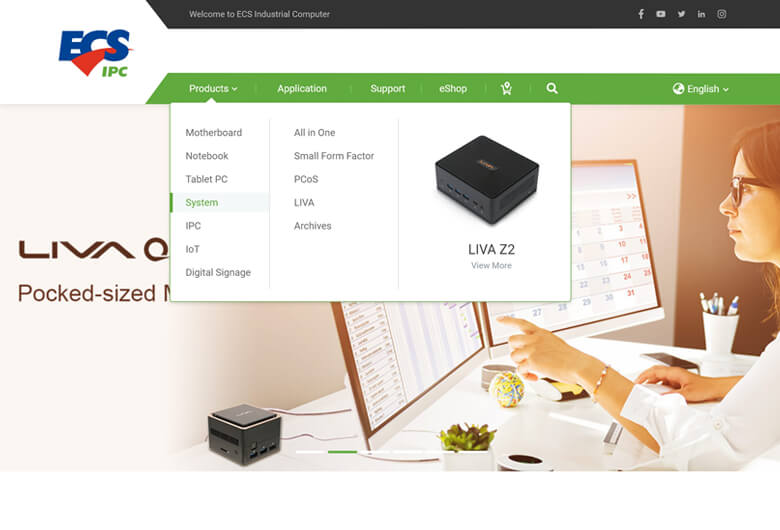 Welcome to ECS Industrial Computer
ECS
IPC
Products
Application
Support
eShop
English
Motherboard
Notebook
Tablet PC
System
IPC
IoT
Digital Signage
All in One
Small Form Factor
PCoS
LIVA
Archives
LIVA Z2
View More
LIVA Q
Pocked-sized